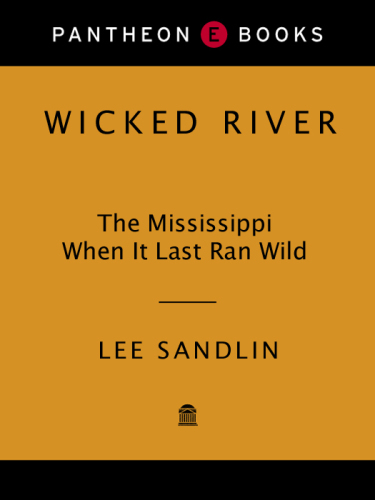 PANTHEON E BOOKS
WICKED RIVER
The Mississippi
When It Last Ran Wild
LEE SANDLIN